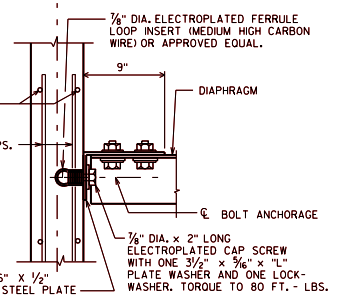 ⅞" DIA. ELECTROPLATED FERRULE
LOOP INSERT (MEDIUM HIGH CARBON
WIRE) OR APPROVED EQUAL.
9"
DIAPHRAGM
PS.
℄ BOLT ANCHORAGE
⅞" DIA. x 2" LONG
ELECTROPLATED CAP SCREW
WITH ONE 3½" x 5⁄16" x "L"
PLATE WASHER AND ONE LOCK-
WASHER. TORQUE TO 80 FT. - LBS.
6" X ½"
STEEL PLATE